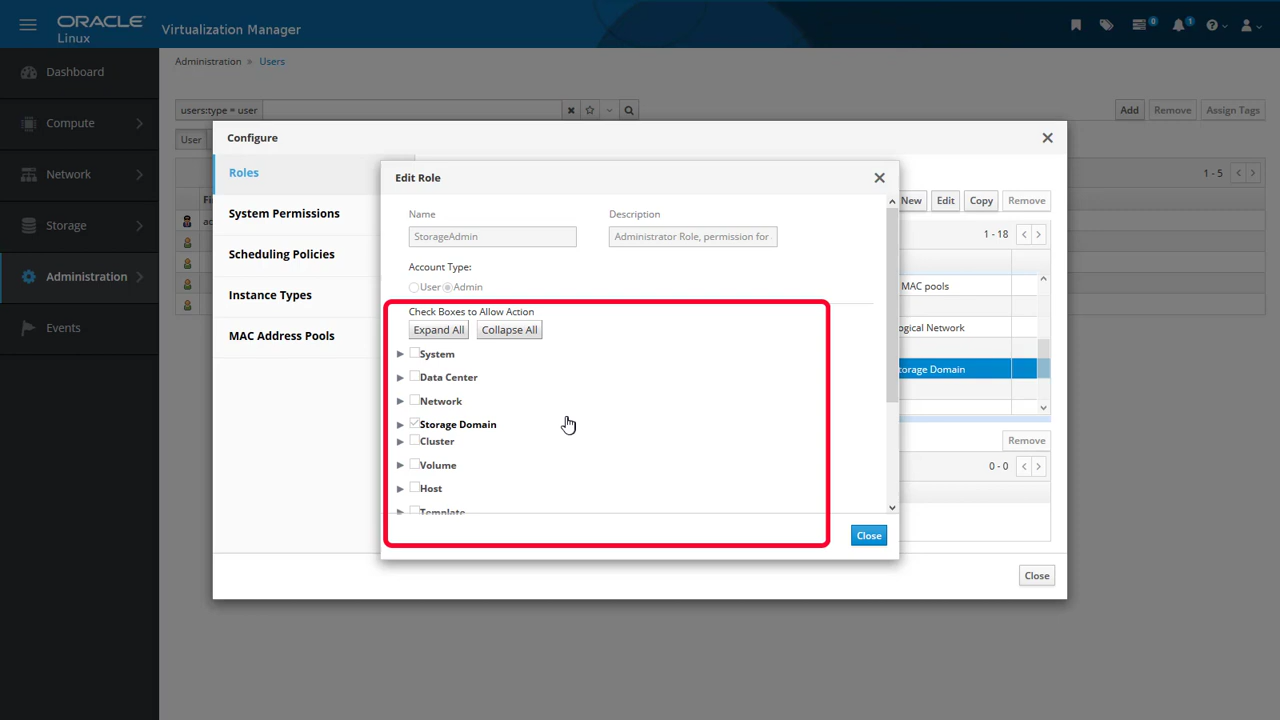 ORACLE
Linux
Virtualization Manager
0
1
Administration » Users
Dashboard
Compute
Network
Storage
Administration
Events
users:type = user
Add
Remove
Assign Tags
User
1 - 5
Configure
Roles
System Permissions
Scheduling Policies
Instance Types
MAC Address Pools
New
Edit
Copy
Remove
1 - 18
MAC pools
ogical Network
torage Domain
Remove
0 - 0
Close
Edit Role
Name
Description
StorageAdmin
Administrator Role, permission for
Account Type:
User
Admin
Check Boxes to Allow Action
Expand All
Collapse All
System
Data Center
Network
Storage Domain
Cluster
Volume
Host
Template
Close